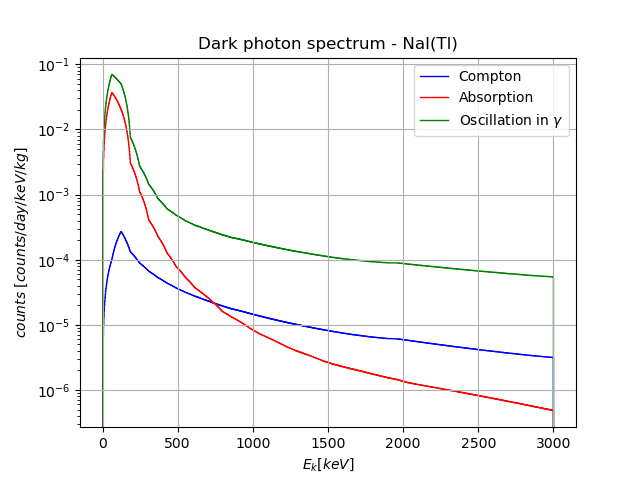 Dark photon spectrum - NaI(Tl)
counts [counts/day/keV/kg]
10⁻¹
10⁻²
10⁻³
10⁻⁴
10⁻⁵
10⁻⁶
Compton
Absorption
Oscillation in γ
0 500 1000 1500 2000 2500 3000
Eₖ[keV]